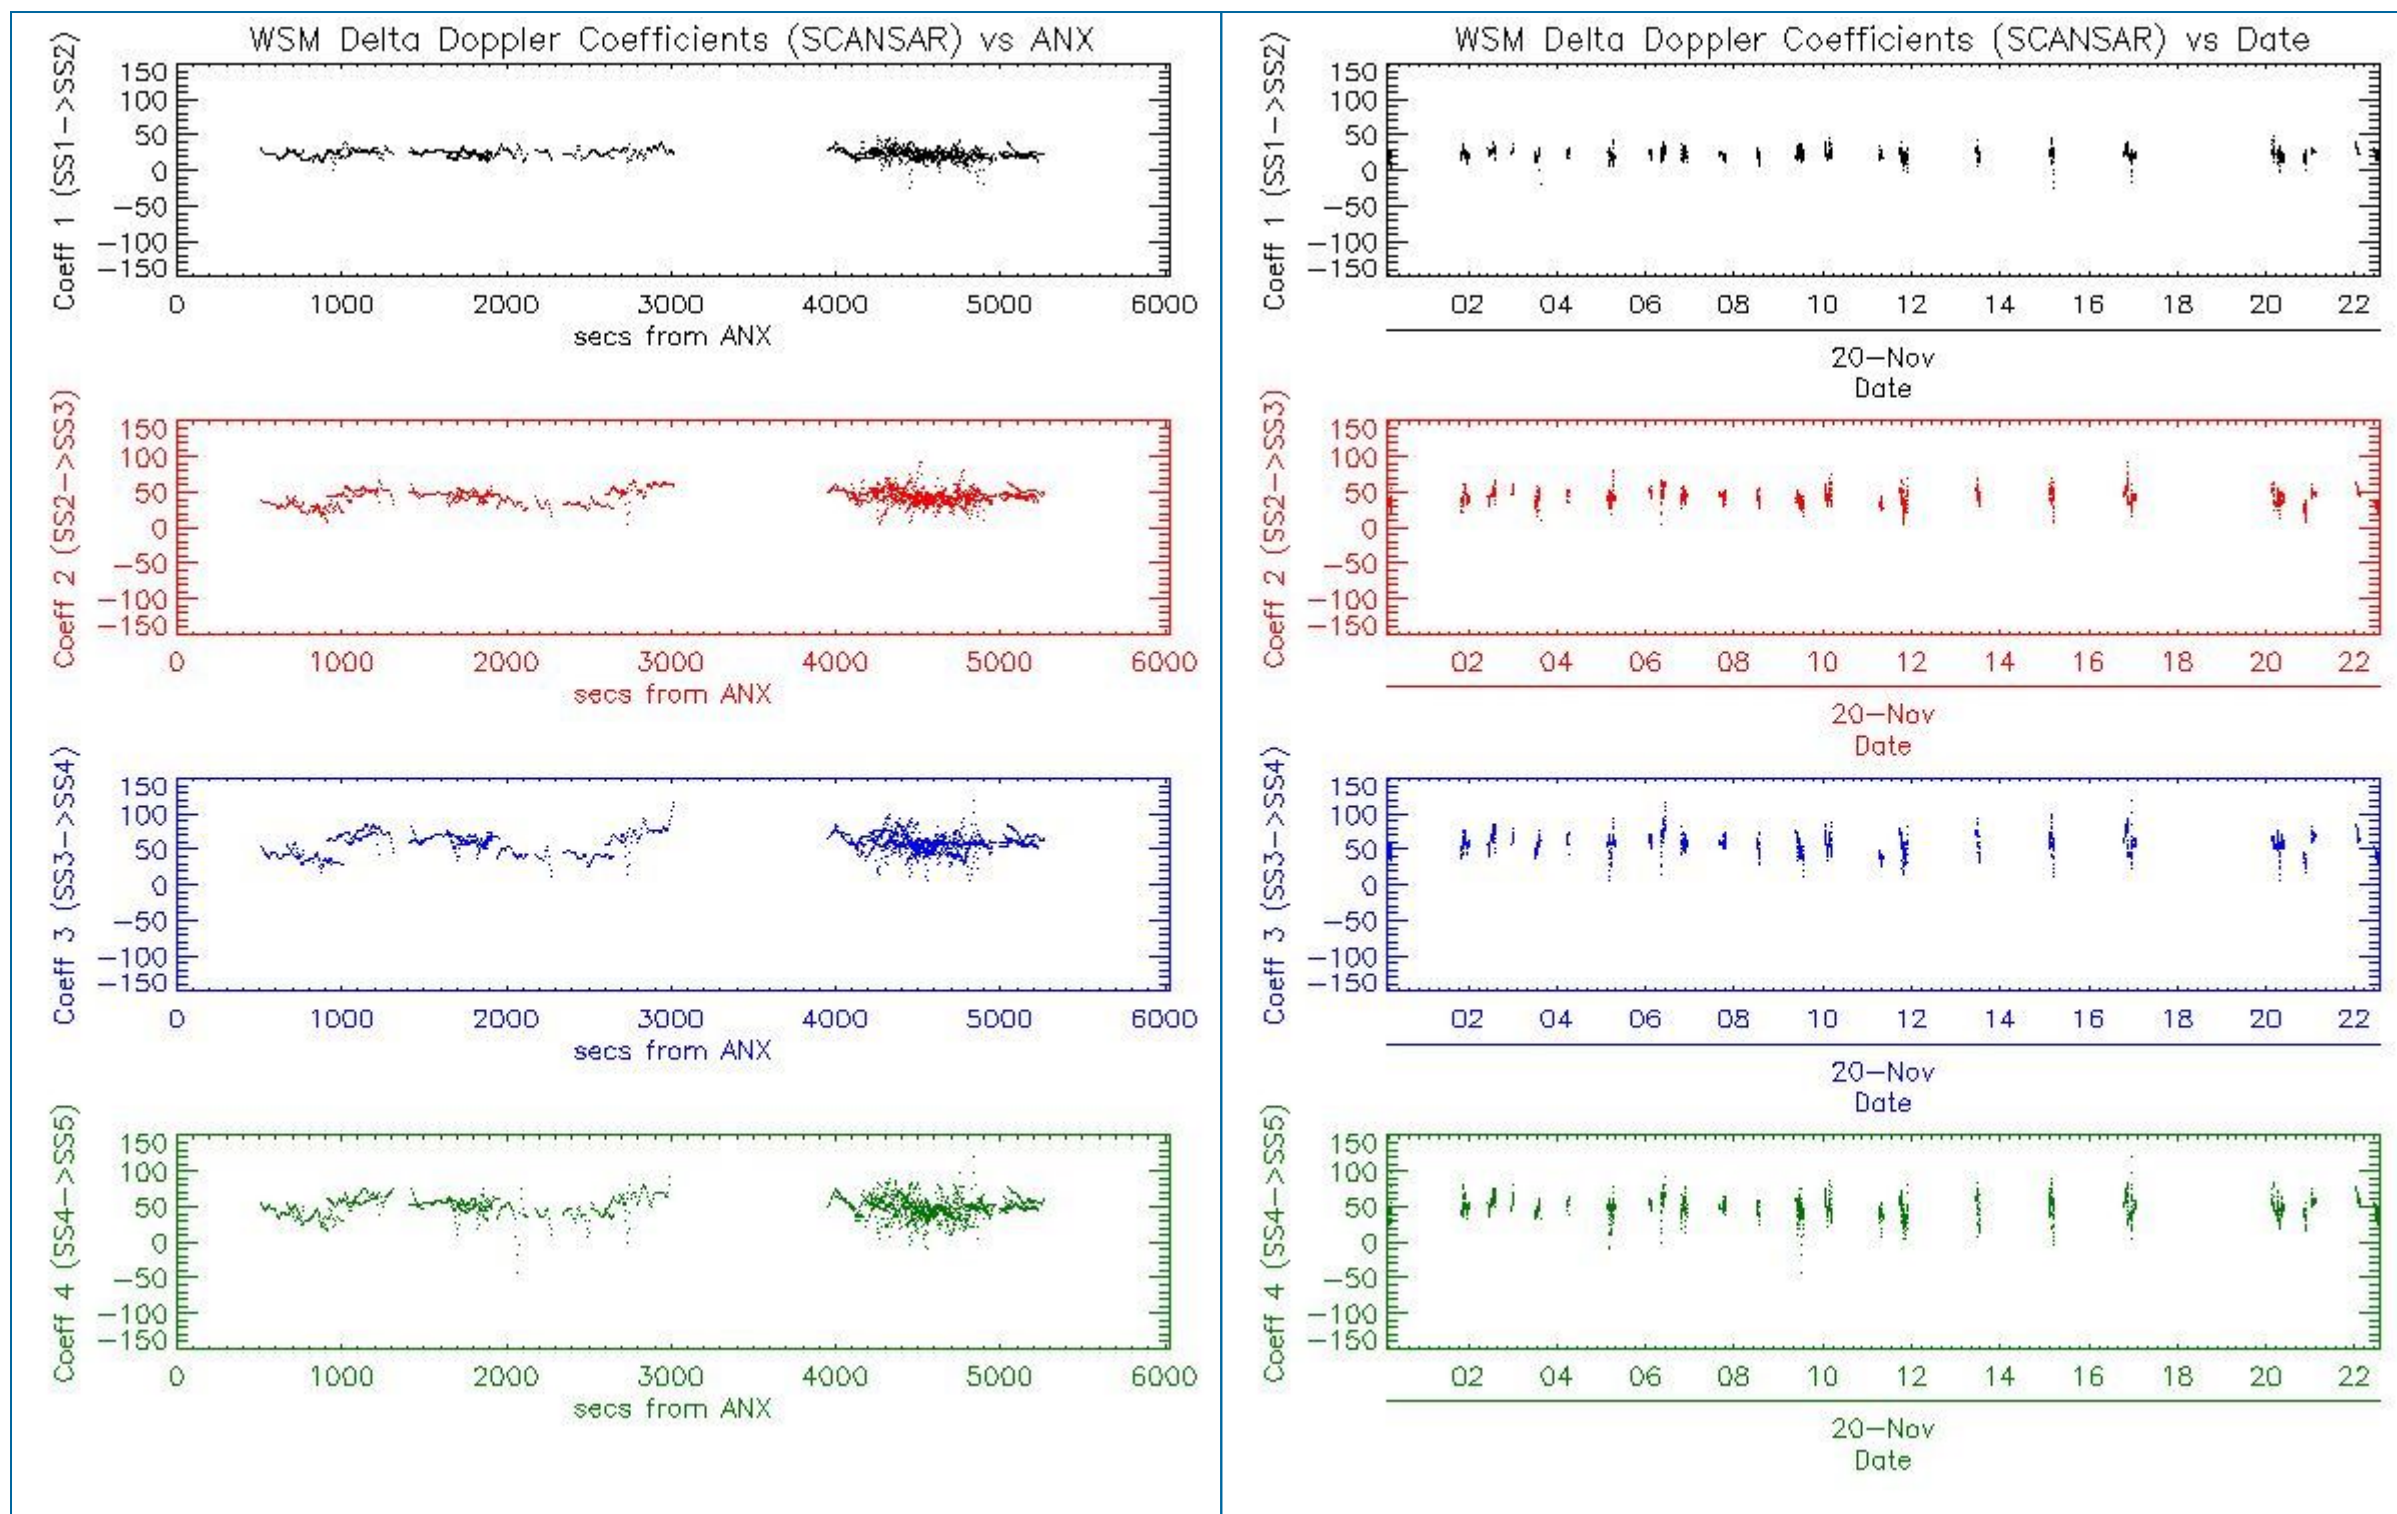 WSM Delta Doppler Coefficients (SCANSAR) vs ANX
Coeff 1 (SS1->SS2)
150
100
50
0
-50
-100
-150
0 1000 2000 3000 4000 5000 6000
secs from ANX
Coeff 2 (SS2->SS3)
150
100
50
0
-50
-100
-150
0 1000 2000 3000 4000 5000 6000
secs from ANX
Coeff 3 (SS3->SS4)
150
100
50
0
-50
-100
-150
0 1000 2000 3000 4000 5000 6000
secs from ANX
Coeff 4 (SS4->SS5)
150
100
50
0
-50
-100
-150
0 1000 2000 3000 4000 5000 6000
secs from ANX
WSM Delta Doppler Coefficients (SCANSAR) vs Date
Coeff 1 (SS1->SS2)
150
100
50
0
-50
-100
-150
02 04 06 08 10 12 14 16 18 20 22
20-Nov
Date
Coeff 2 (SS2->SS3)
150
100
50
0
-50
-100
-150
02 04 06 08 10 12 14 16 18 20 22
20-Nov
Date
Coeff 3 (SS3->SS4)
150
100
50
0
-50
-100
-150
02 04 06 08 10 12 14 16 18 20 22
20-Nov
Date
Coeff 4 (SS4->SS5)
150
100
50
0
-50
-100
-150
02 04 06 08 10 12 14 16 18 20 22
20-Nov
Date